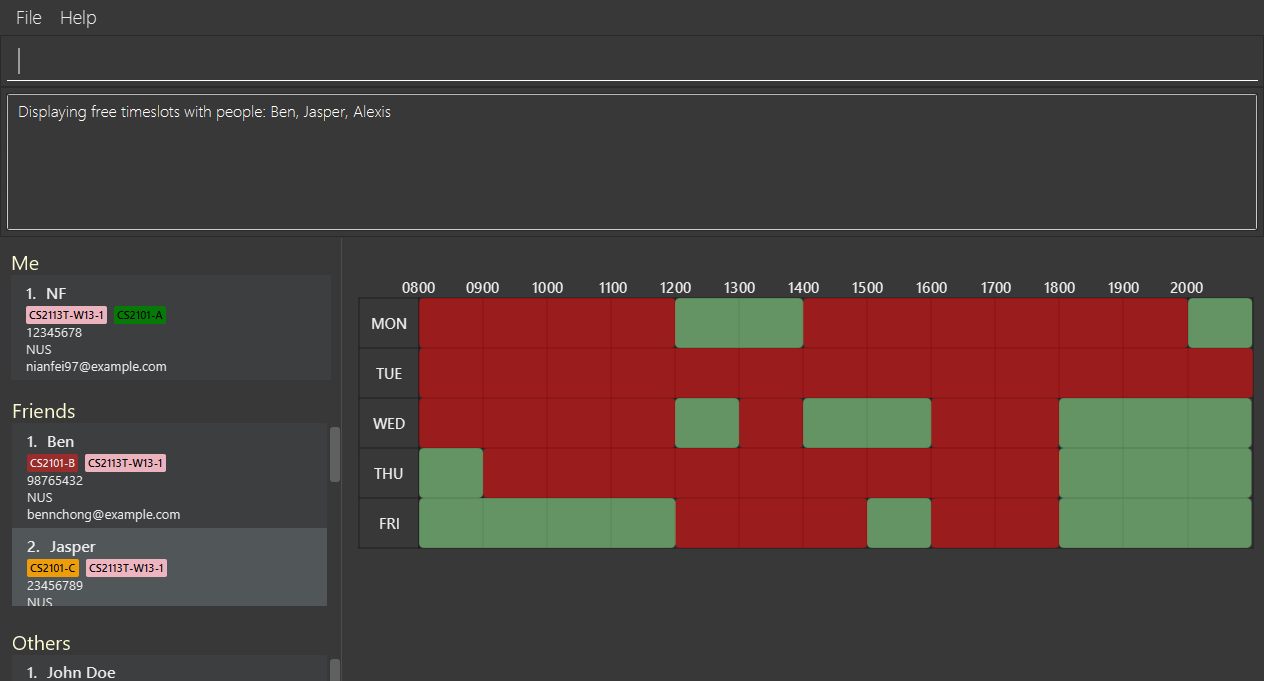 File Help
Displaying free timeslots with people: Ben, Jasper, Alexis
Me
1. NF
CS2113T-W13-1 CS2101-A
12345678
NUS
nianfei97@example.com
Friends
1. Ben
CS2101-B CS2113T-W13-1
98765432
NUS
bennchong@example.com
2. Jasper
CS2101-C CS2113T-W13-1
23456789
NUS
Others
1. John Doe
0800 0900 1000 1100 1200 1300 1400 1500 1600 1700 1800 1900 2000
MON
TUE
WED
THU
FRI